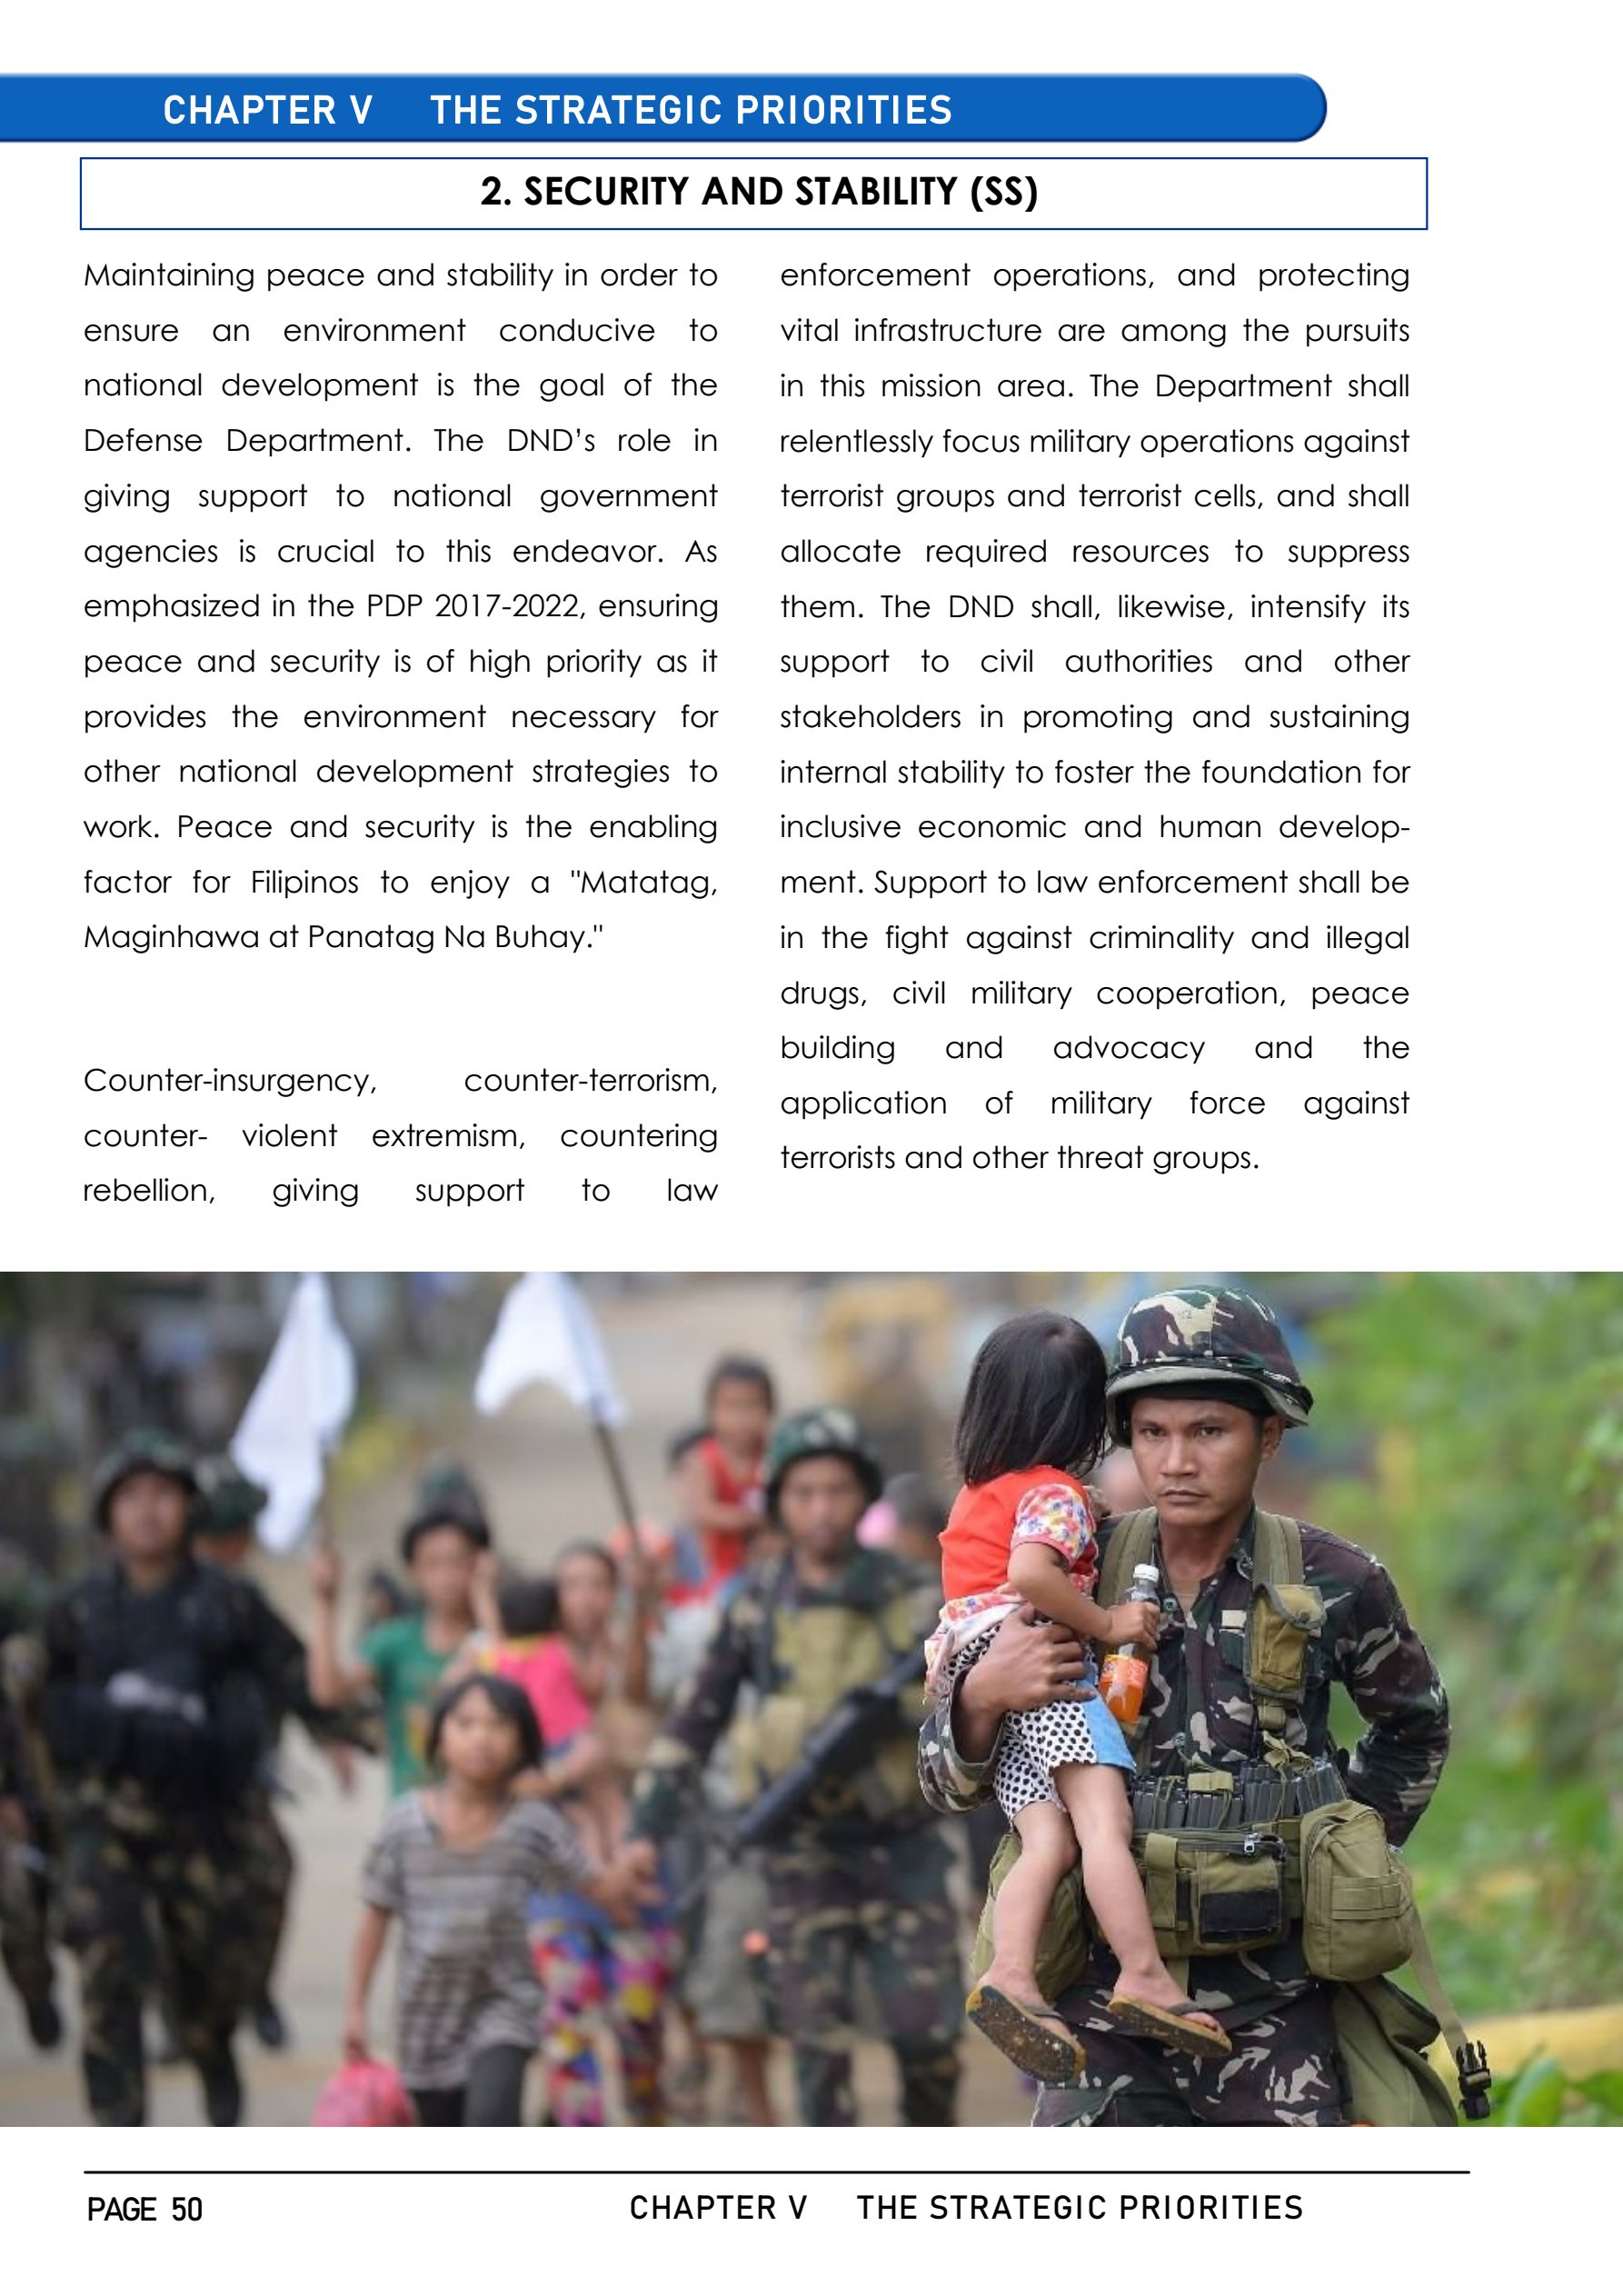 CHAPTER V THE STRATEGIC PRIORITIES
2. SECURITY AND STABILITY (SS)
Maintaining peace and stability in order to
ensure an environment conducive to
national development is the goal of the
Defense Department. The DND's role in
giving support to national government
agencies is crucial to this endeavor. As
emphasized in the PDP 2017-2022, ensuring
peace and security is of high priority as it
provides the environment necessary for
other national development strategies to
work. Peace and security is the enabling
factor for Filipinos to enjoy a "Matatag,
Maginhawa at Panatag Na Buhay."
Counter-insurgency, counter-terrorism,
counter- violent extremism, countering
rebellion, giving support to law
enforcement operations, and protecting
vital infrastructure are among the pursuits
in this mission area. The Department shall
relentlessly focus military operations against
terrorist groups and terrorist cells, and shall
allocate required resources to suppress
them. The DND shall, likewise, intensify its
support to civil authorities and other
stakeholders in promoting and sustaining
internal stability to foster the foundation for
inclusive economic and human develop-
ment. Support to law enforcement shall be
in the fight against criminality and illegal
drugs, civil military cooperation, peace
building and advocacy and the
application of military force against
terrorists and other threat groups.
PAGE 50
CHAPTER V THE STRATEGIC PRIORITIES